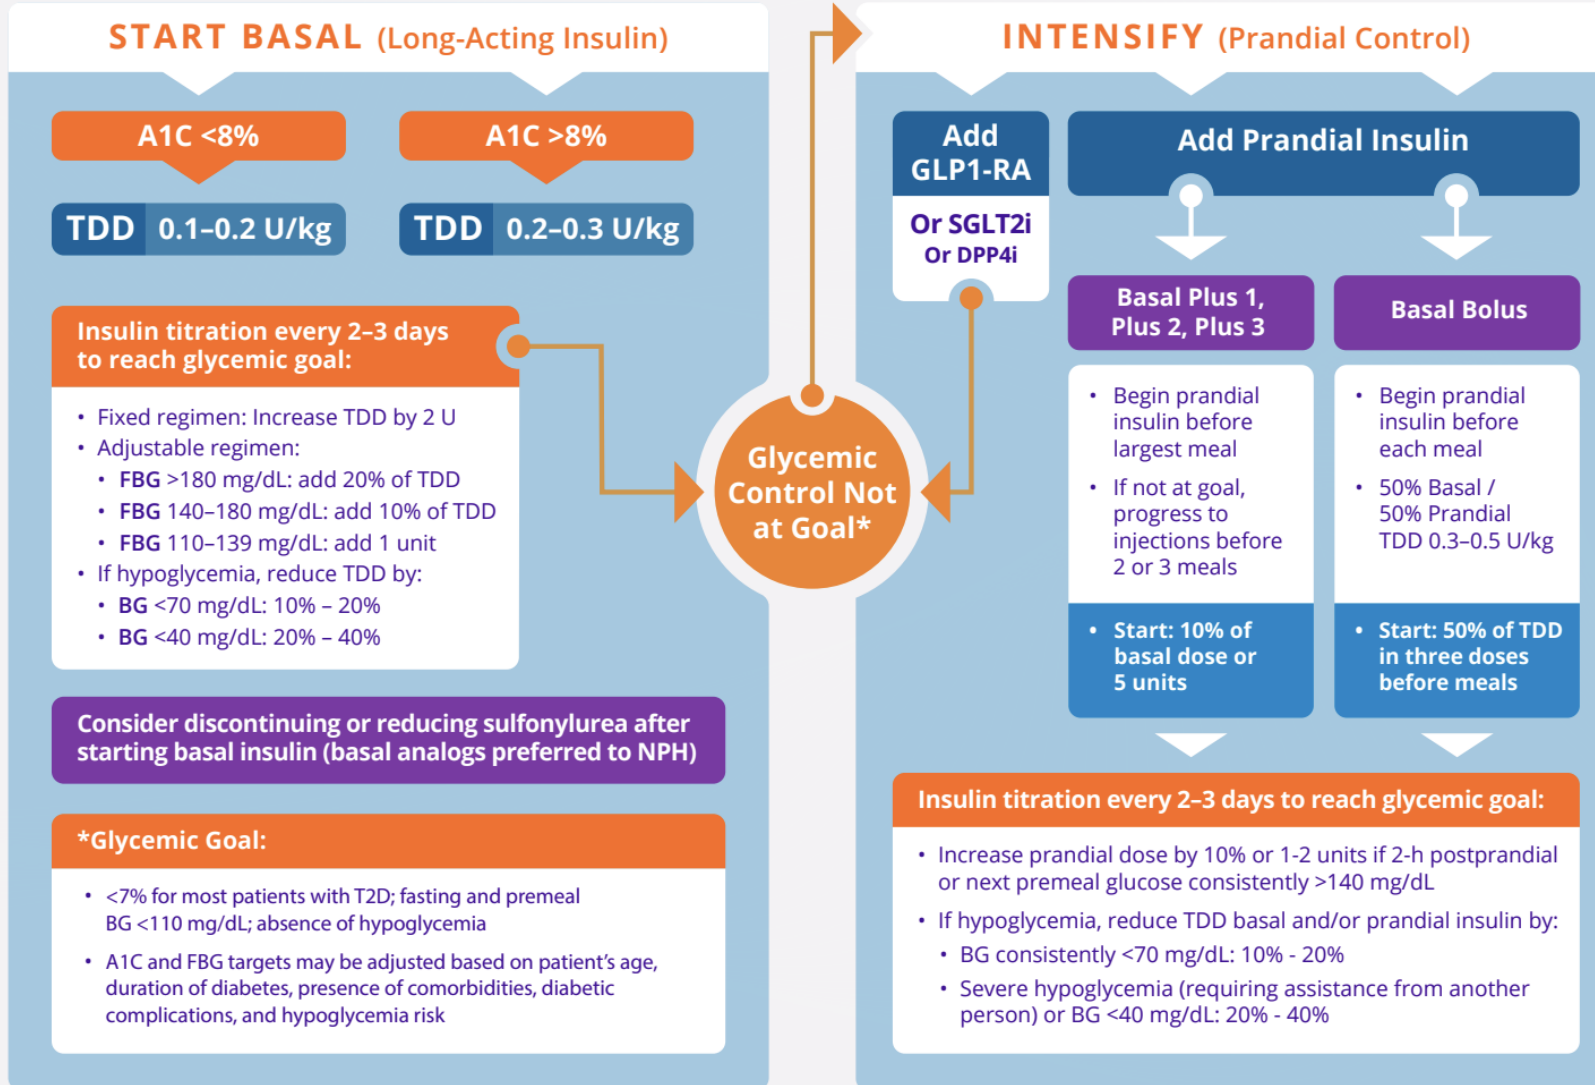 START BASAL (Long-Acting Insulin)
A1C <8%
A1C >8%
TDD 0.1–0.2 U/kg
TDD 0.2–0.3 U/kg
Insulin titration every 2–3 days
to reach glycemic goal:
• Fixed regimen: Increase TDD by 2 U
• Adjustable regimen:
• FBG >180 mg/dL: add 20% of TDD
• FBG 140–180 mg/dL: add 10% of TDD
• FBG 110–139 mg/dL: add 1 unit
• If hypoglycemia, reduce TDD by:
• BG <70 mg/dL: 10% – 20%
• BG <40 mg/dL: 20% – 40%
Consider discontinuing or reducing sulfonylurea after
starting basal insulin (basal analogs preferred to NPH)
*Glycemic Goal:
• <7% for most patients with T2D; fasting and premeal
BG <110 mg/dL; absence of hypoglycemia
• A1C and FBG targets may be adjusted based on patient's age,
duration of diabetes, presence of comorbidities, diabetic
complications, and hypoglycemia risk
Glycemic
Control Not
at Goal*
INTENSIFY (Prandial Control)
Add
GLP1-RA
Or SGLT2i
Or DPP4i
Add Prandial Insulin
Basal Plus 1,
Plus 2, Plus 3
• Begin prandial
insulin before
largest meal
• If not at goal,
progress to
injections before
2 or 3 meals
• Start: 10% of
basal dose or
5 units
Basal Bolus
• Begin prandial
insulin before
each meal
• 50% Basal /
50% Prandial
TDD 0.3–0.5 U/kg
• Start: 50% of TDD
in three doses
before meals
Insulin titration every 2–3 days to reach glycemic goal:
• Increase prandial dose by 10% or 1-2 units if 2-h postprandial
or next premeal glucose consistently >140 mg/dL
• If hypoglycemia, reduce TDD basal and/or prandial insulin by:
• BG consistently <70 mg/dL: 10% - 20%
• Severe hypoglycemia (requiring assistance from another
person) or BG <40 mg/dL: 20% - 40%